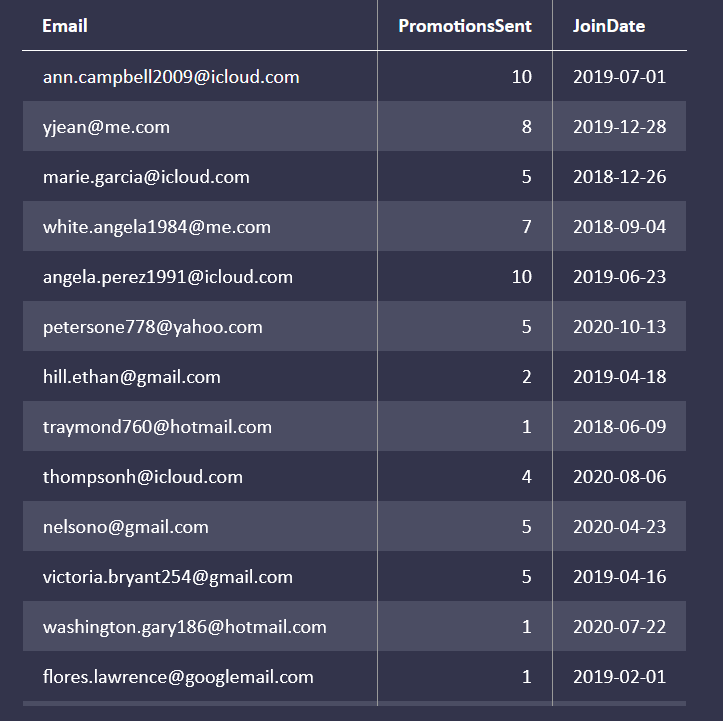 Email PromotionsSent JoinDate
ann.campbell2009@icloud.com 10 2019-07-01
yjean@me.com 8 2019-12-28
marie.garcia@icloud.com 5 2018-12-26
white.angela1984@me.com 7 2018-09-04
angela.perez1991@icloud.com 10 2019-06-23
petersone778@yahoo.com 5 2020-10-13
hill.ethan@gmail.com 2 2019-04-18
traymond760@hotmail.com 1 2018-06-09
thompsonh@icloud.com 4 2020-08-06
nelsono@gmail.com 5 2020-04-23
victoria.bryant254@gmail.com 5 2019-04-16
washington.gary186@hotmail.com 1 2020-07-22
flores.lawrence@googlemail.com 1 2019-02-01